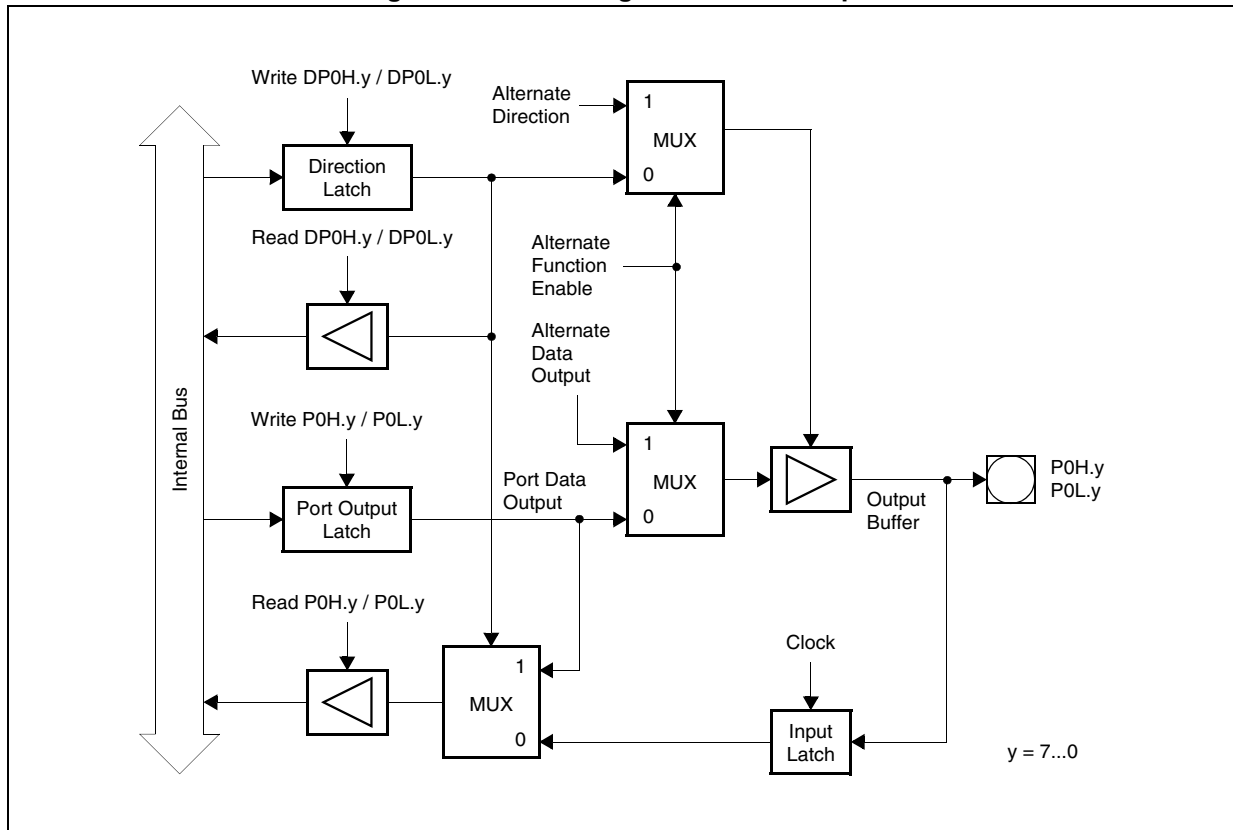 Write DP0H.y / DP0L.y
Alternate
Direction
1
MUX
0
Direction
Latch
Read DP0H.y / DP0L.y
Alternate
Function
Enable
Alternate
Data
Output
Internal Bus
Write P0H.y / P0L.y
1
MUX
0
P0H.y
P0L.y
Port Data
Output
Output
Buffer
Port Output
Latch
Read P0H.y / P0L.y
Clock
1
MUX
0
Input
Latch
y = 7...0